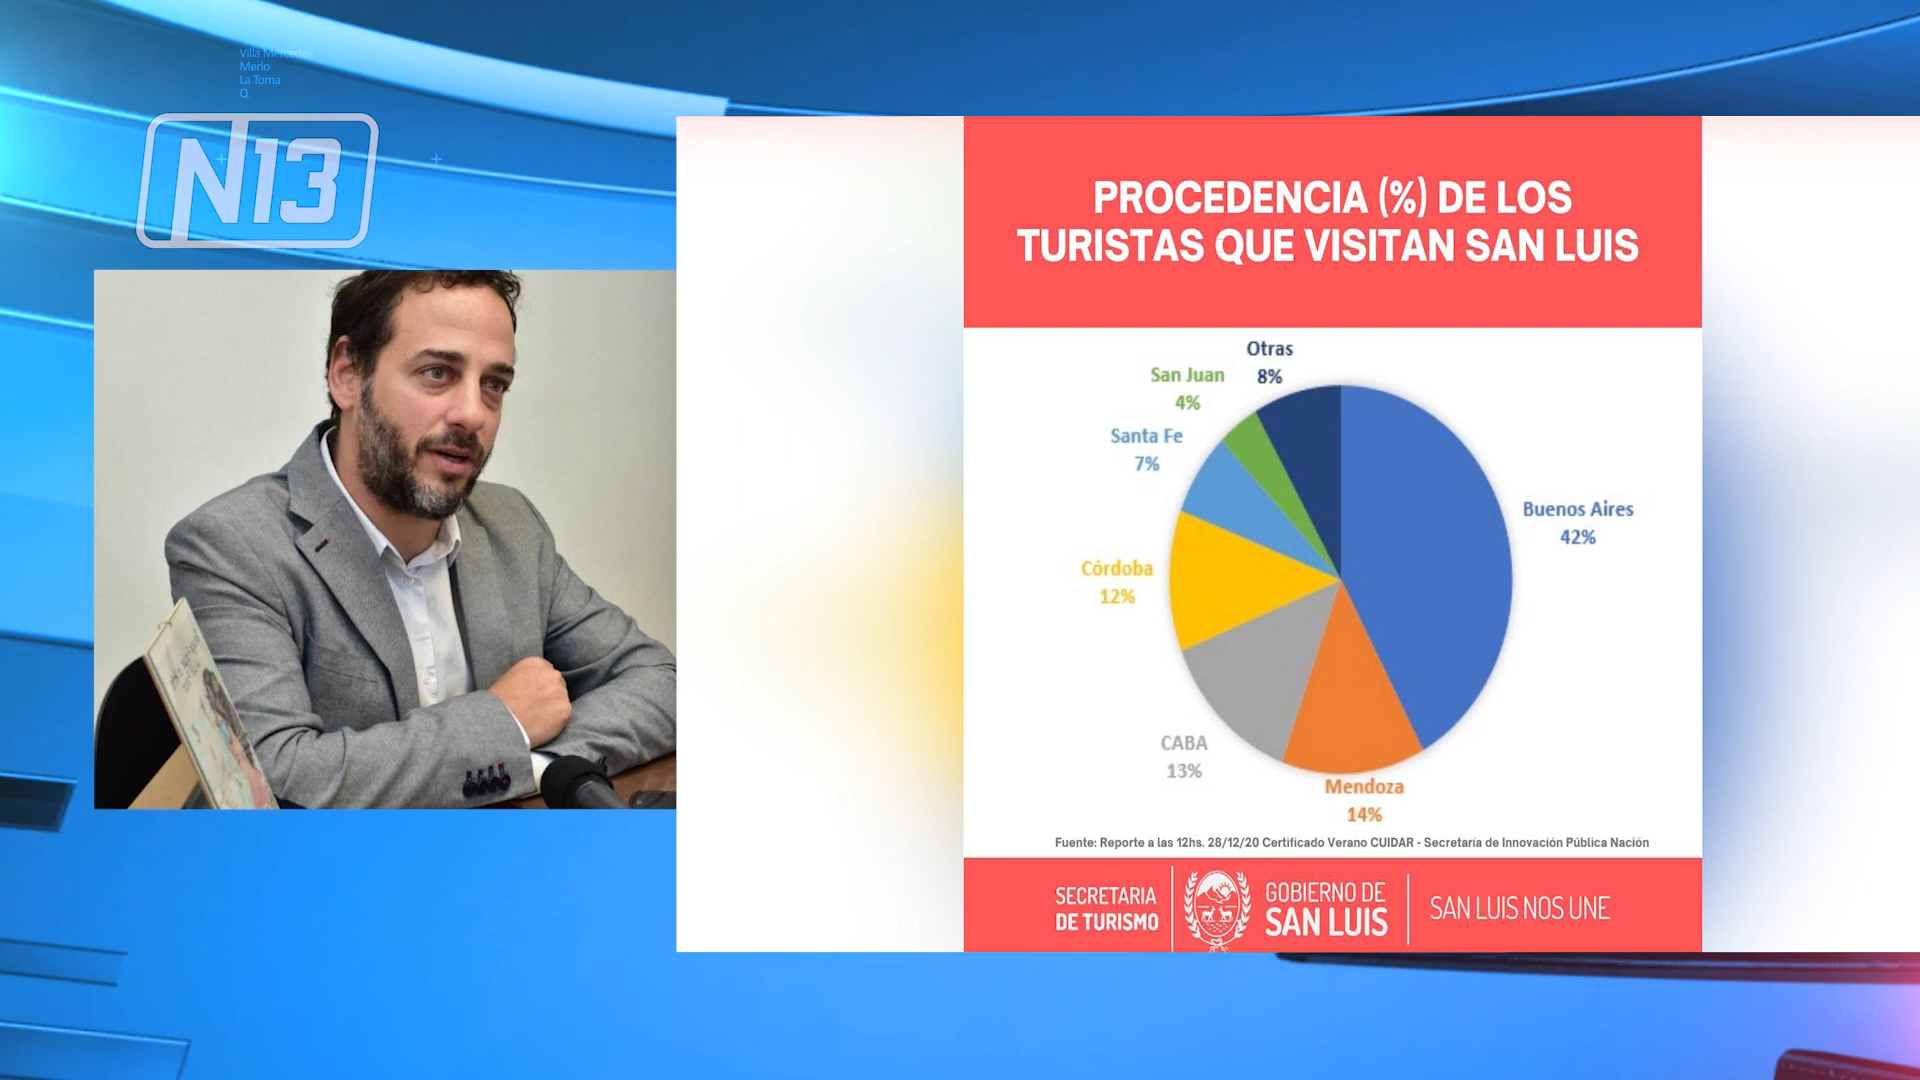 Villa Mercedes
Merlo
La Toma
Q
N13
PROCEDENCIA (%) DE LOS
TURISTAS QUE VISITAN SAN LUIS
Otras
8%
San Juan
4%
Santa Fe
7%
Buenos Aires
42%
Córdoba
12%
CABA
13%
Mendoza
14%
Fuente: Reporte a las 12hs. 28/12/20 Certificado Verano CUIDAR - Secretaría de Innovación Pública Nación
SECRETARIA
DE TURISMO
GOBIERNO DE
SAN LUIS
SAN LUIS NOS UNE